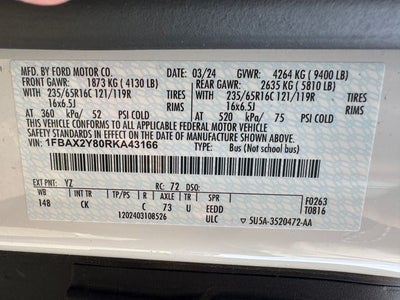 MFD. BY FORD MOTOR CO. 03/24 GVWR: 4264 KG ( 9400 LB)
FRONT GAWR: 1873 KG ( 4130 LB) REAR GAWR: 2635 KG ( 5810 LB)
WITH 235/65R16C 121/119R TIRES WITH 235/65R16C 121/119R TIRES
16x6.5J RIMS 16x6.5J RIMS
AT 360 kPa/ 52 PSI COLD AT 520 kPa/ 75 PSI COLD
THIS VEHICLE CONFORMS TO ALL APPLICABLE FEDERAL MOTOR VEHICLE SAFETY
STANDARDS IN EFFECT ON THE DATE OF MANUFACTURE SHOWN ABOVE.
VIN: 1FBAX2Y80RKA43166 TYPE: Bus (Not school bus)
EXT PNT: YZ RC: 72 DSO:
WB INT TR TP/PS R AXLE TR SPR F0263
148 CK C 73 U EEDD T0816
1202403108526 ULC ▽ 5U5A-3520472-AA